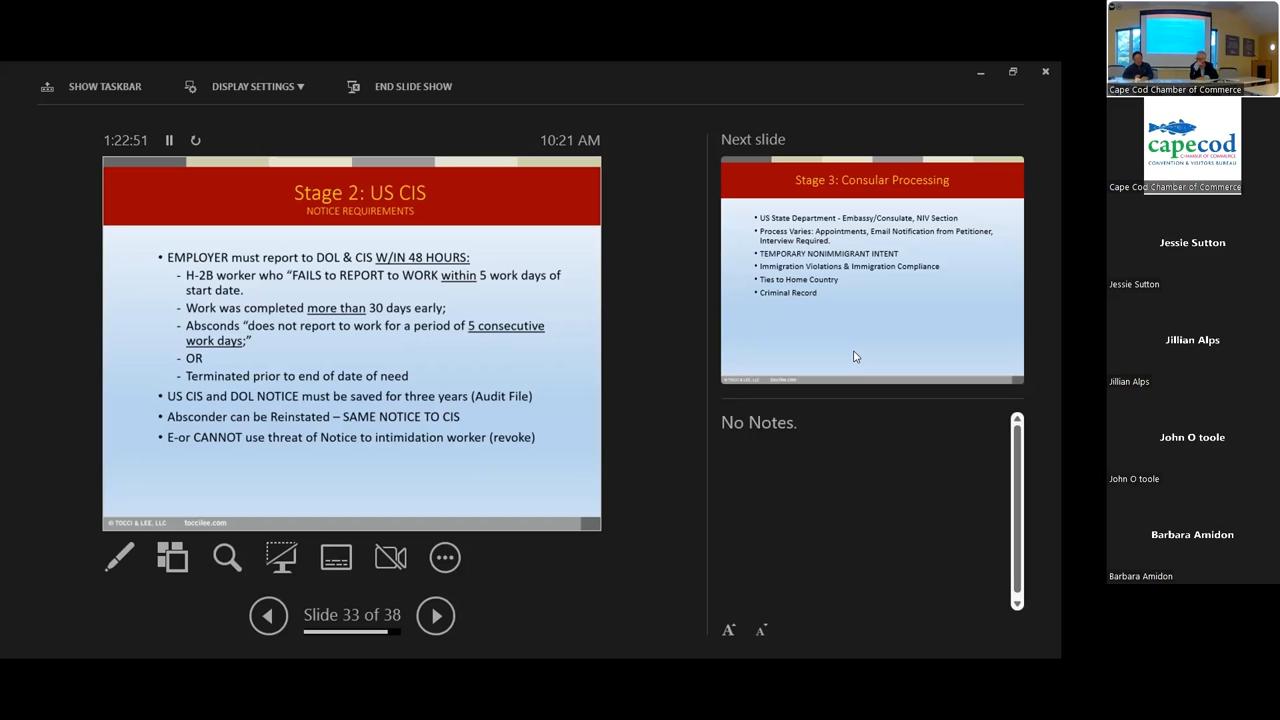 SHOW TASKBAR
DISPLAY SETTINGS ▼
END SLIDE SHOW
1:22:51
10:21 AM
Stage 2: US CIS
NOTICE REQUIREMENTS
• EMPLOYER must report to DOL & CIS W/IN 48 HOURS:
- H-2B worker who “FAILS to REPORT to WORK within 5 work days of
start date.
- Work was completed more than 30 days early;
- Absconds “does not report to work for a period of 5 consecutive
work days;”
- OR
- Terminated prior to end of date of need
• US CIS and DOL NOTICE must be saved for three years (Audit File)
• Absconder can be Reinstated – SAME NOTICE TO CIS
• E-or CANNOT use threat of Notice to intimidation worker (revoke)
© TOCCI & LEE, LLC toccilee.com
Slide 33 of 38
Next slide
Stage 3: Consular Processing
• US State Department - Embassy/Consulate, NIV Section
• Process Varies: Appointments, Email Notification from Petitioner,
Interview Required.
• TEMPORARY NONIMMIGRANT INTENT
• Immigration Violations & Immigration Compliance
• Ties to Home Country
• Criminal Record
© TOCCI & LEE, LLC toccilee.com
No Notes.
A A
Cape Cod Chamber of Commerce
capecod
CHAMBER OF COMMERCE
CONVENTION & VISITORS BUREAU
Cape Cod Chamber of Commerce
Jessie Sutton
Jessie Sutton
Jillian Alps
Jillian Alps
John O toole
John O toole
Barbara Amidon
Barbara Amidon